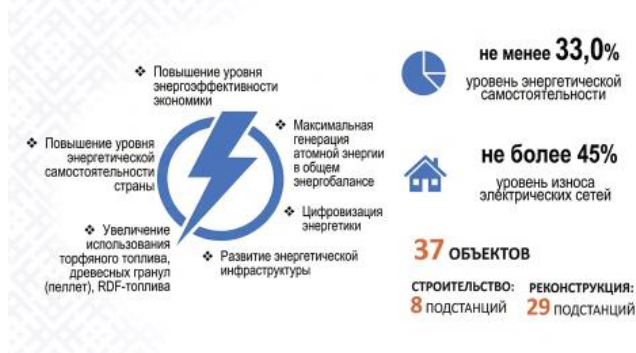 ❖ Повышение уровня
энергоэффективности
экономики
❖ Повышение уровня
энергетической
самостоятельности
страны
❖ Максимальная
генерация
атомной энергии
в общем
энергобалансе
❖ Цифровизация
энергетики
❖ Увеличение
использования
торфяного топлива,
древесных гранул
(пеллет), RDF-топлива
❖ Развитие энергетической
инфраструктуры
не менее 33,0%
уровень энергетической
самостоятельности
не более 45%
уровень износа
электрических сетей
37 ОБЪЕКТОВ
СТРОИТЕЛЬСТВО:
8 ПОДСТАНЦИЙ
РЕКОНСТРУКЦИЯ:
29 ПОДСТАНЦИЙ